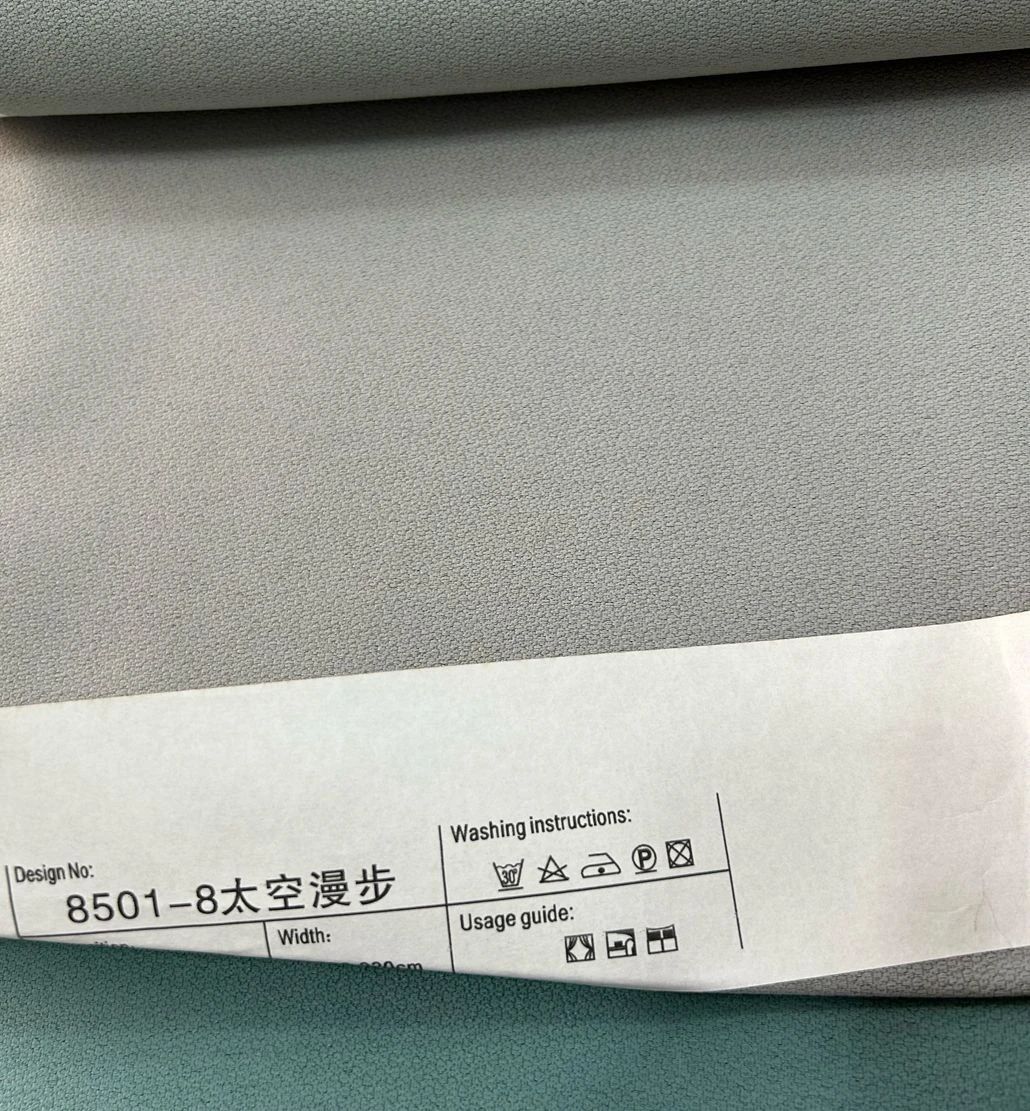 Design No:
8501-8太空漫步
Width:
Washing instructions:
30°
P
Usage guide: